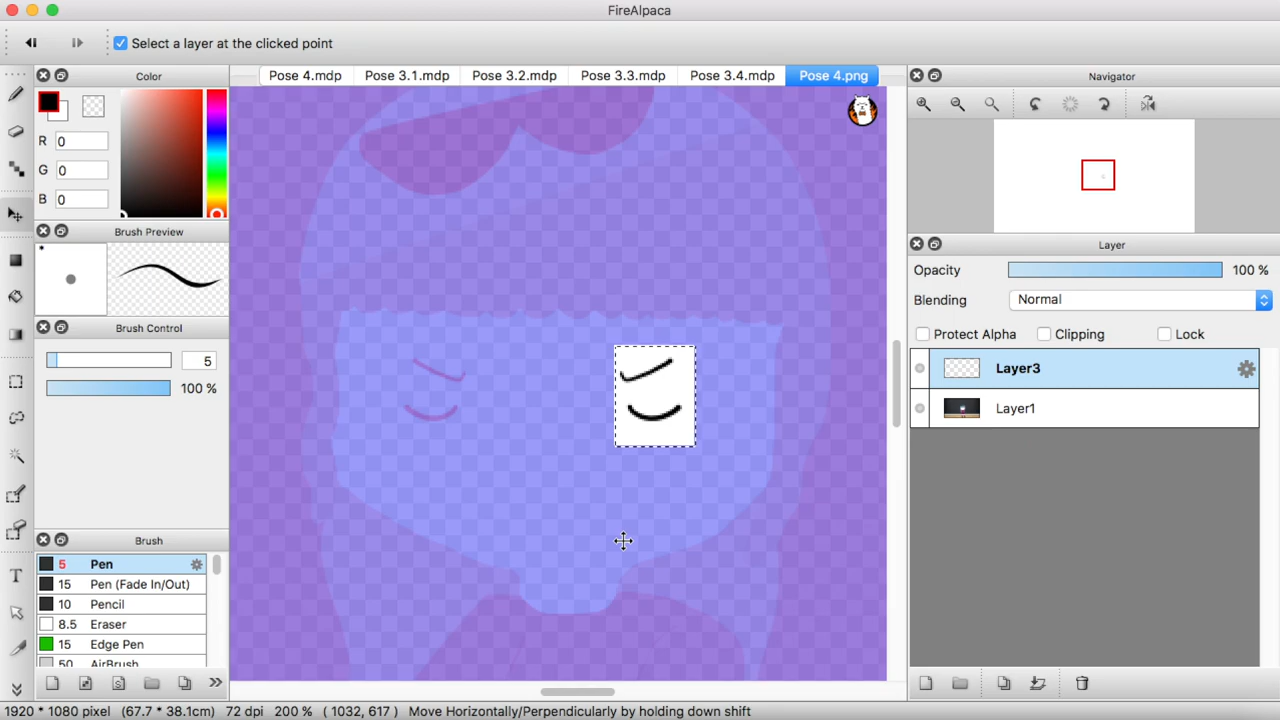 FireAlpaca
Select a layer at the clicked point
Color
Pose 4.mdp
Pose 3.1.mdp
Pose 3.2.mdp
Pose 3.3.mdp
Pose 3.4.mdp
Pose 4.png
Navigator
R 0
G 0
B 0
Brush Preview
Layer
Opacity 100 %
Blending Normal
Brush Control
Protect Alpha
Clipping
Lock
5
Layer3
100 %
Layer1
Brush
5 Pen
15 Pen (Fade In/Out)
10 Pencil
8.5 Eraser
15 Edge Pen
50 AirBrush
1920 * 1080 pixel (67.7 * 38.1cm) 72 dpi 200 % ( 1032, 617 ) Move Horizontally/Perpendicularly by holding down shift